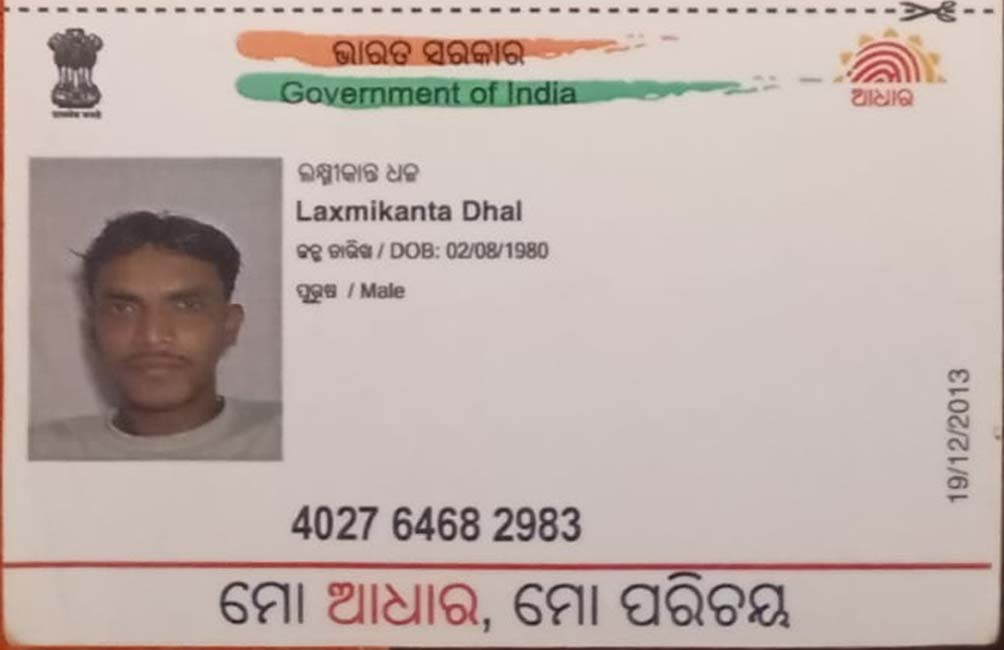 ଭାରତ ସରକାର
Government of India
ଆଧାର
ଲକ୍ଷ୍ମୀକାନ୍ତ ଧଳ
Laxmikanta Dhal
ଜନ୍ମ ତାରିଖ / DOB: 02/08/1980
ପୁରୁଷ / Male
19/12/2013
4027 6468 2983
ମୋ ଆଧାର, ମୋ ପରିଚୟ